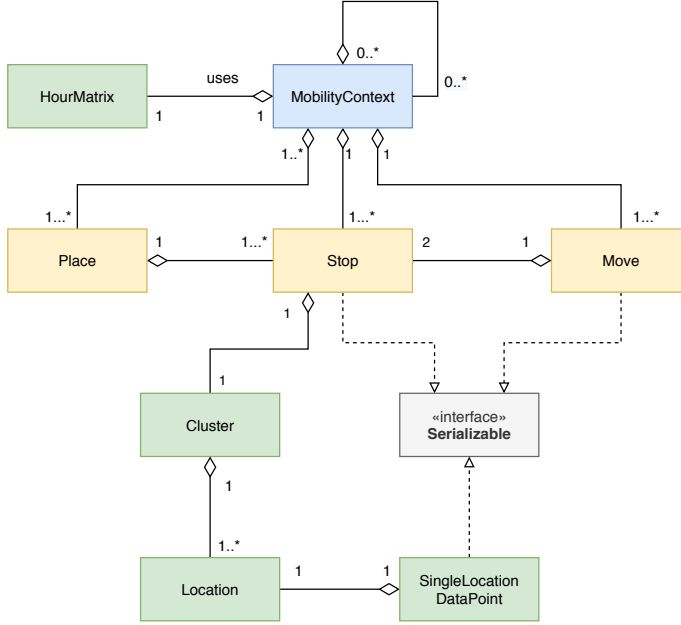 0..*
uses
0..*
HourMatrix
MobilityContext
1
1
1..*
1
1
1...*
1...*
1...*
1
1...*
2
1
Place
Stop
Move
1
1
«interface»
Serializable
Cluster
1
1..*
1
1
Location
SingleLocation
DataPoint